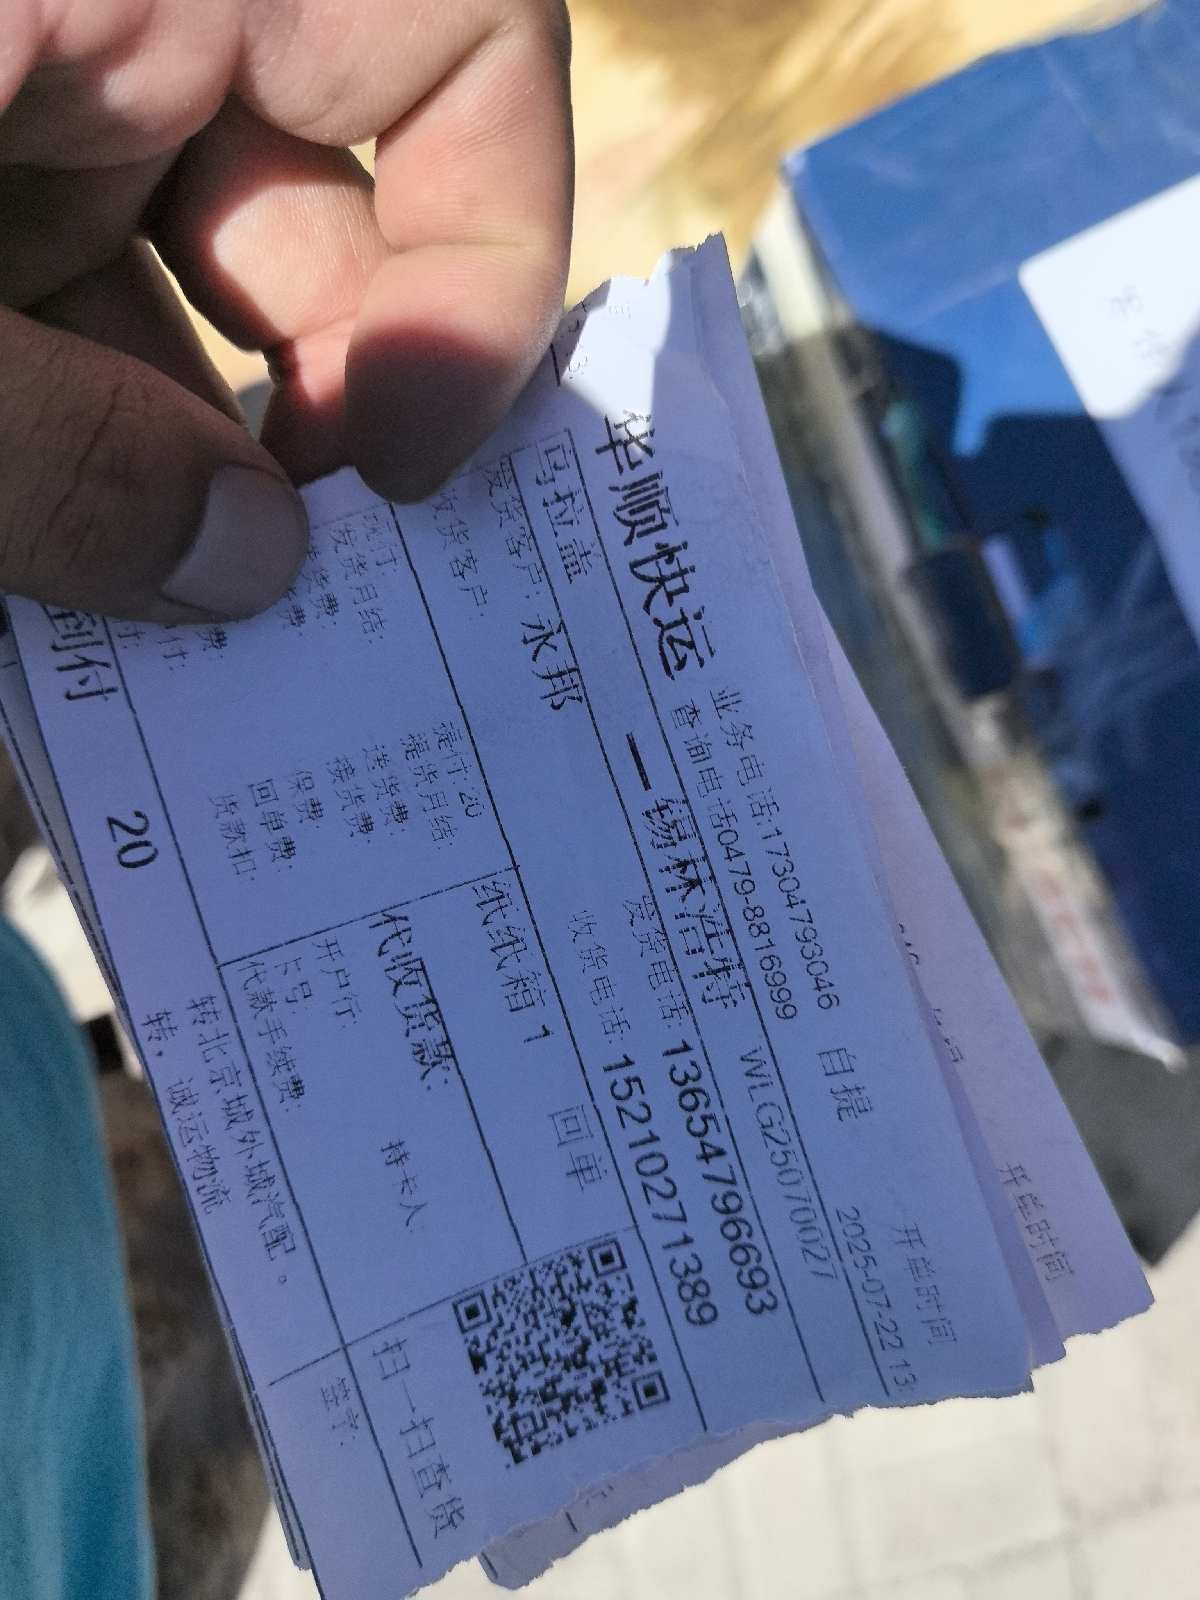 华顺快运
业务电话:17304793046 自提
查询电话0479-8816999
开单时间
2025-07-22 13
WLG25070027
乌拉盖 — 锡林浩特
发货客户: 永邦 发货电话: 13654796693
收货客户: 收货电话: 15210271389
纸纸箱 1 回单
现付: 提付:20
发货月结: 提货月结:
送货费:
接货费:
保费:
回单费:
货款扣:
代收货款:
开户行: 持卡人:
卡号:
代款手续费:
扫一扫查货
到付 20
转北京城外城汽配。
转，诚运物流
签字:
开单时间